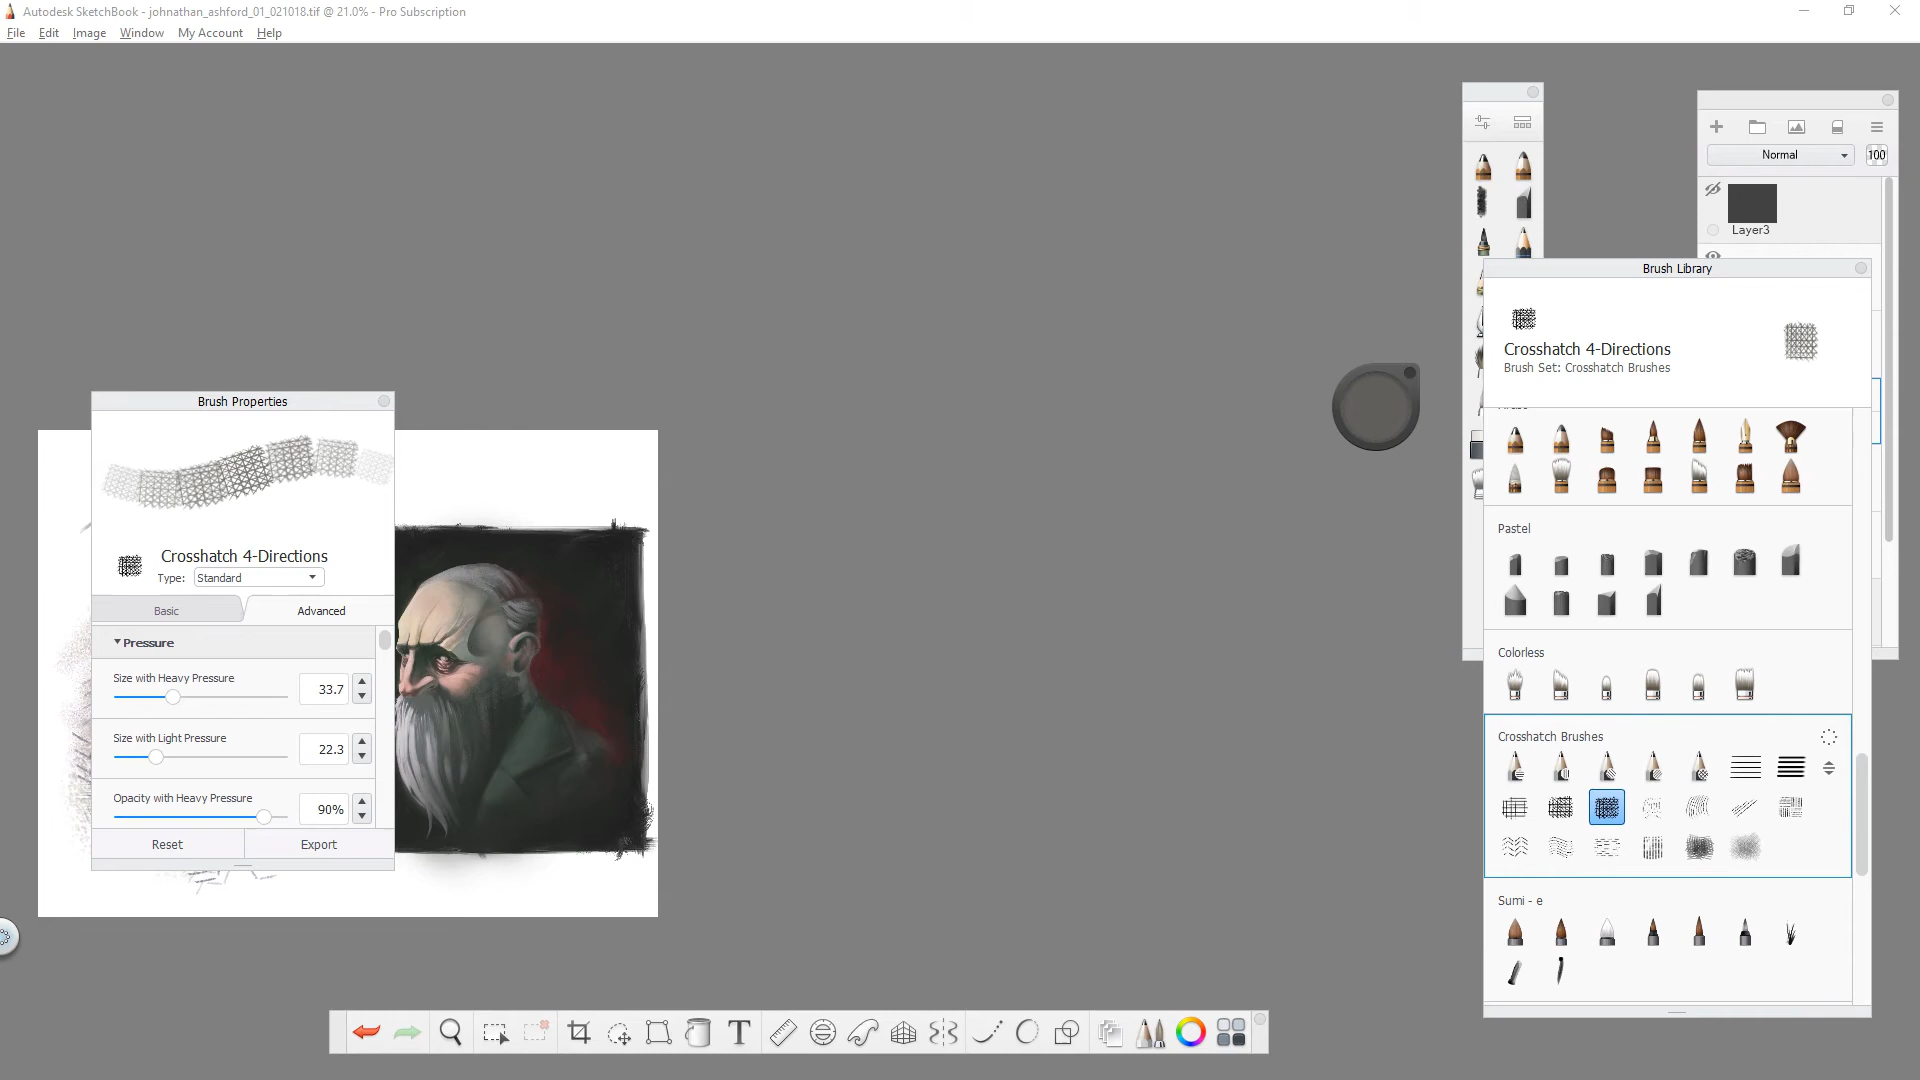 Autodesk SketchBook - johnathan_ashford_01_021018.tif @ 21.0% - Pro Subscription
File Edit Image Window My Account Help
Normal 100
Layer3
Brush Library
Crosshatch 4-Directions
Brush Set: Crosshatch Brushes
Pastel
Colorless
Crosshatch Brushes
Sumi - e
Brush Properties
Crosshatch 4-Directions
Type: Standard
Basic Advanced
Pressure
Size with Heavy Pressure
33.7
Size with Light Pressure
22.3
Opacity with Heavy Pressure
90%
Reset Export
T